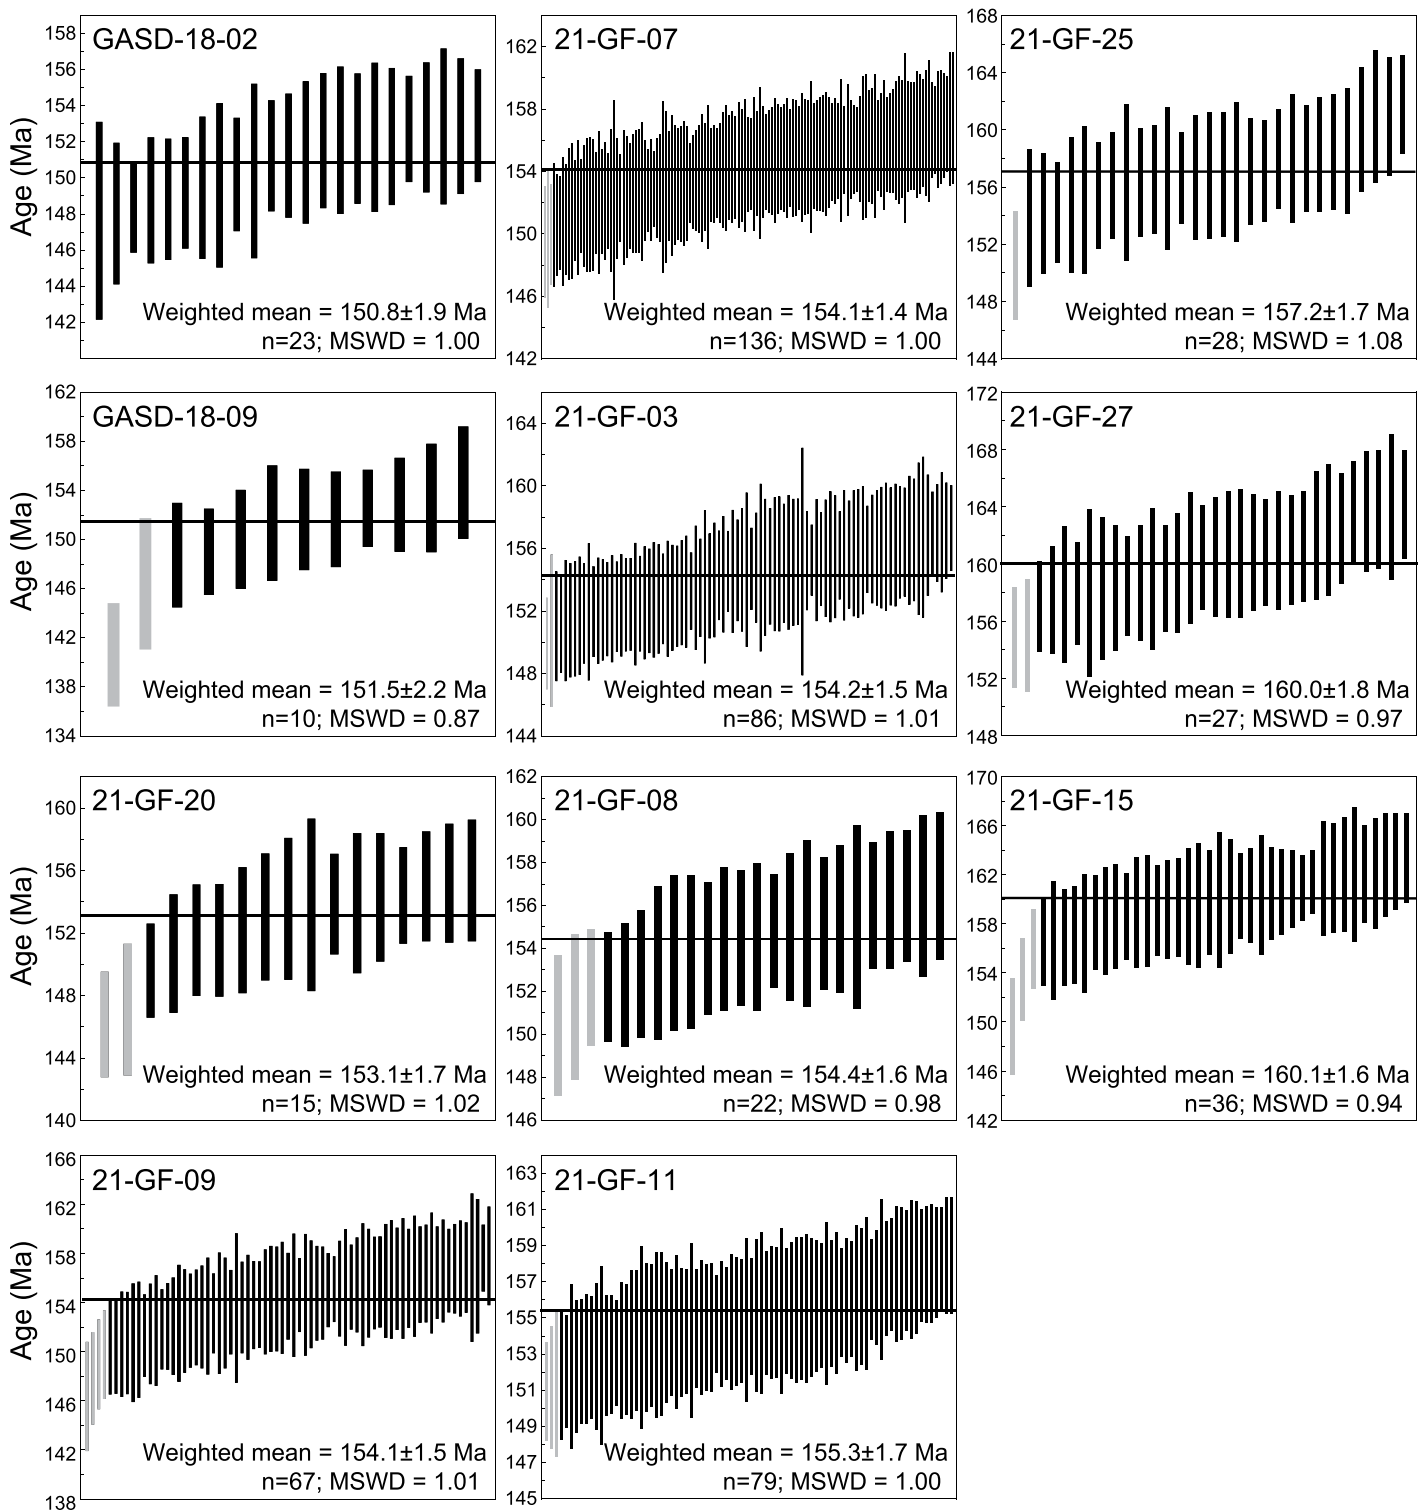 GASD-18-02
Age (Ma)
158
156
154
152
150
148
146
144
142
Weighted mean = 150.8±1.9 Ma
n=23; MSWD = 1.00
21-GF-07
162
158
154
150
146
142
Weighted mean = 154.1±1.4 Ma
n=136; MSWD = 1.00
21-GF-25
168
164
160
156
152
148
144
Weighted mean = 157.2±1.7 Ma
n=28; MSWD = 1.08
GASD-18-09
Age (Ma)
162
158
154
150
146
142
138
134
Weighted mean = 151.5±2.2 Ma
n=10; MSWD = 0.87
21-GF-03
164
160
156
152
148
144
Weighted mean = 154.2±1.5 Ma
n=86; MSWD = 1.01
21-GF-27
172
168
164
160
156
152
148
Weighted mean = 160.0±1.8 Ma
n=27; MSWD = 0.97
21-GF-20
Age (Ma)
160
156
152
148
144
140
Weighted mean = 153.1±1.7 Ma
n=15; MSWD = 1.02
21-GF-08
162
160
158
156
154
152
150
148
146
Weighted mean = 154.4±1.6 Ma
n=22; MSWD = 0.98
21-GF-15
170
166
162
158
154
150
146
142
Weighted mean = 160.1±1.6 Ma
n=36; MSWD = 0.94
21-GF-09
Age (Ma)
166
162
158
154
150
146
142
138
Weighted mean = 154.1±1.5 Ma
n=67; MSWD = 1.01
21-GF-11
163
161
159
157
155
153
151
149
147
145
Weighted mean = 155.3±1.7 Ma
n=79; MSWD = 1.00